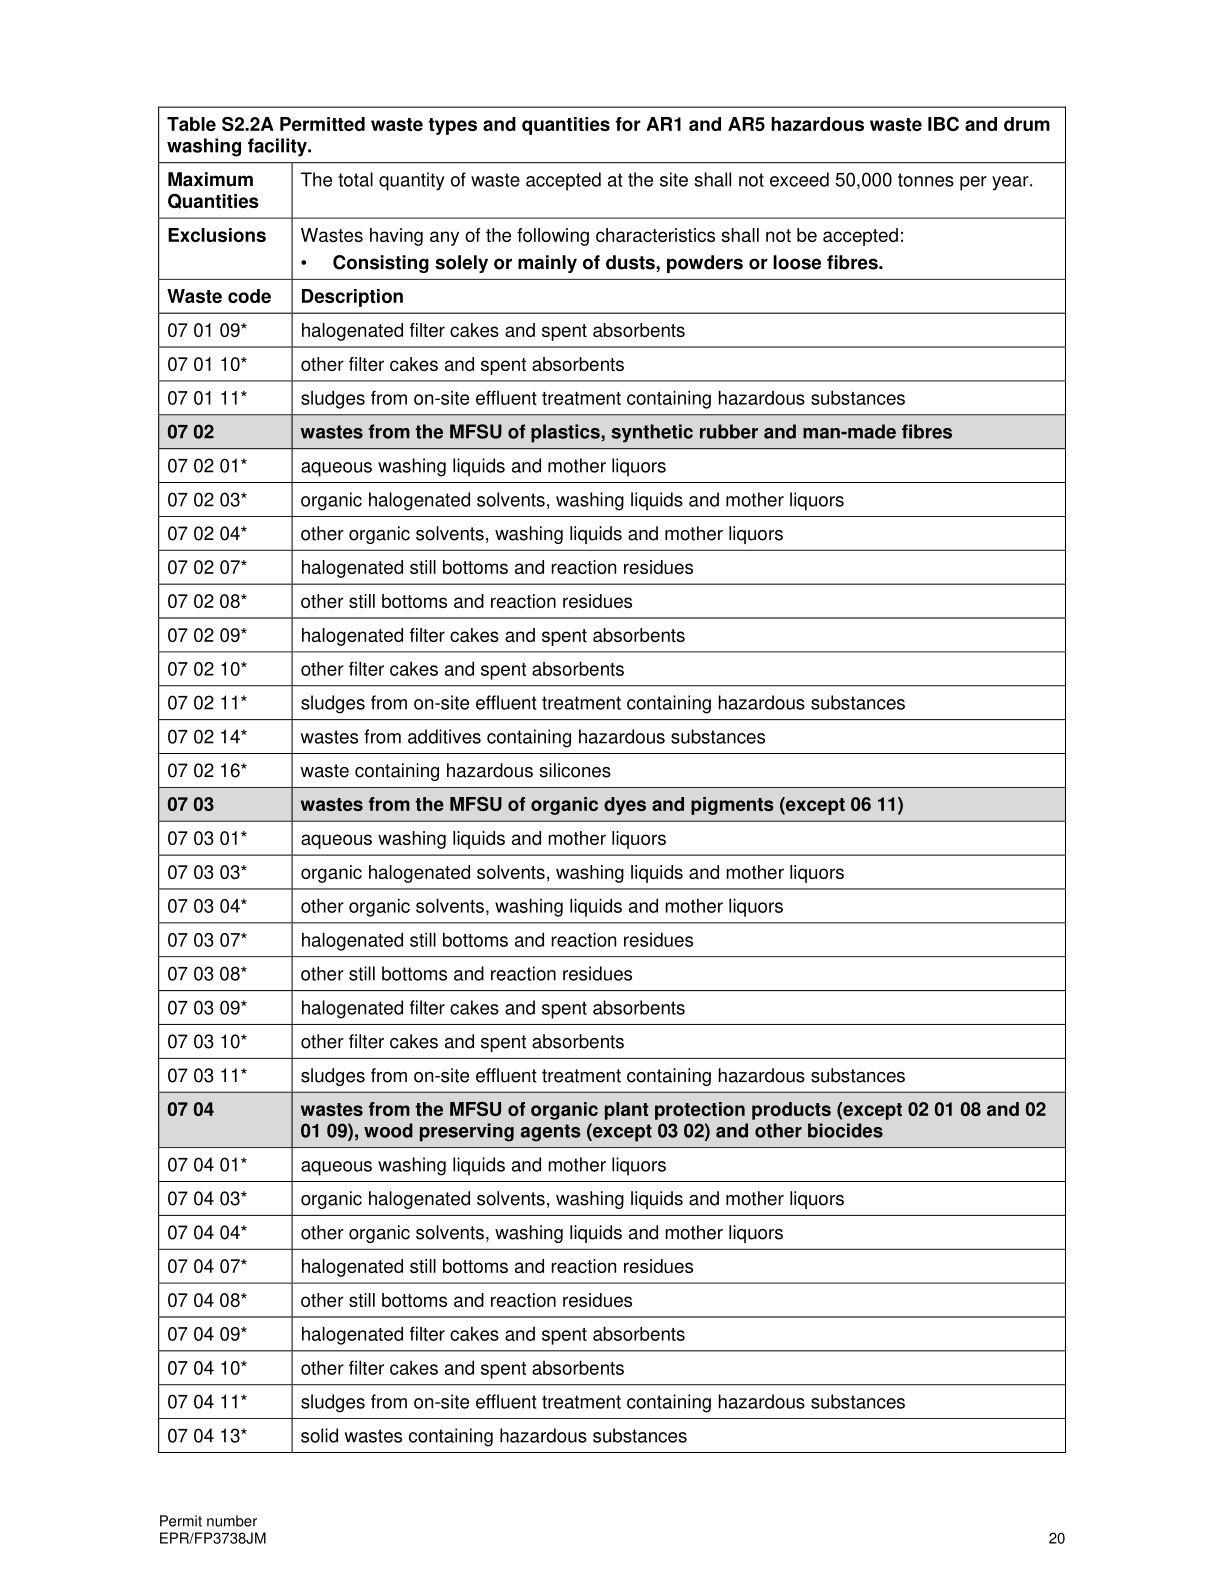 Table S2.2A Permitted waste types and quantities for AR1 and AR5 hazardous waste IBC and drum
washing facility.
Maximum
Quantities
The total quantity of waste accepted at the site shall not exceed 50,000 tonnes per year.
Exclusions
Wastes having any of the following characteristics shall not be accepted:
• Consisting solely or mainly of dusts, powders or loose fibres.
Waste code Description
07 01 09* halogenated filter cakes and spent absorbents
07 01 10* other filter cakes and spent absorbents
07 01 11* sludges from on-site effluent treatment containing hazardous substances
07 02 wastes from the MFSU of plastics, synthetic rubber and man-made fibres
07 02 01* aqueous washing liquids and mother liquors
07 02 03* organic halogenated solvents, washing liquids and mother liquors
07 02 04* other organic solvents, washing liquids and mother liquors
07 02 07* halogenated still bottoms and reaction residues
07 02 08* other still bottoms and reaction residues
07 02 09* halogenated filter cakes and spent absorbents
07 02 10* other filter cakes and spent absorbents
07 02 11* sludges from on-site effluent treatment containing hazardous substances
07 02 14* wastes from additives containing hazardous substances
07 02 16* waste containing hazardous silicones
07 03 wastes from the MFSU of organic dyes and pigments (except 06 11)
07 03 01* aqueous washing liquids and mother liquors
07 03 03* organic halogenated solvents, washing liquids and mother liquors
07 03 04* other organic solvents, washing liquids and mother liquors
07 03 07* halogenated still bottoms and reaction residues
07 03 08* other still bottoms and reaction residues
07 03 09* halogenated filter cakes and spent absorbents
07 03 10* other filter cakes and spent absorbents
07 03 11* sludges from on-site effluent treatment containing hazardous substances
07 04 wastes from the MFSU of organic plant protection products (except 02 01 08 and 02
01 09), wood preserving agents (except 03 02) and other biocides
07 04 01* aqueous washing liquids and mother liquors
07 04 03* organic halogenated solvents, washing liquids and mother liquors
07 04 04* other organic solvents, washing liquids and mother liquors
07 04 07* halogenated still bottoms and reaction residues
07 04 08* other still bottoms and reaction residues
07 04 09* halogenated filter cakes and spent absorbents
07 04 10* other filter cakes and spent absorbents
07 04 11* sludges from on-site effluent treatment containing hazardous substances
07 04 13* solid wastes containing hazardous substances
Permit number
EPR/FP3738JM 20